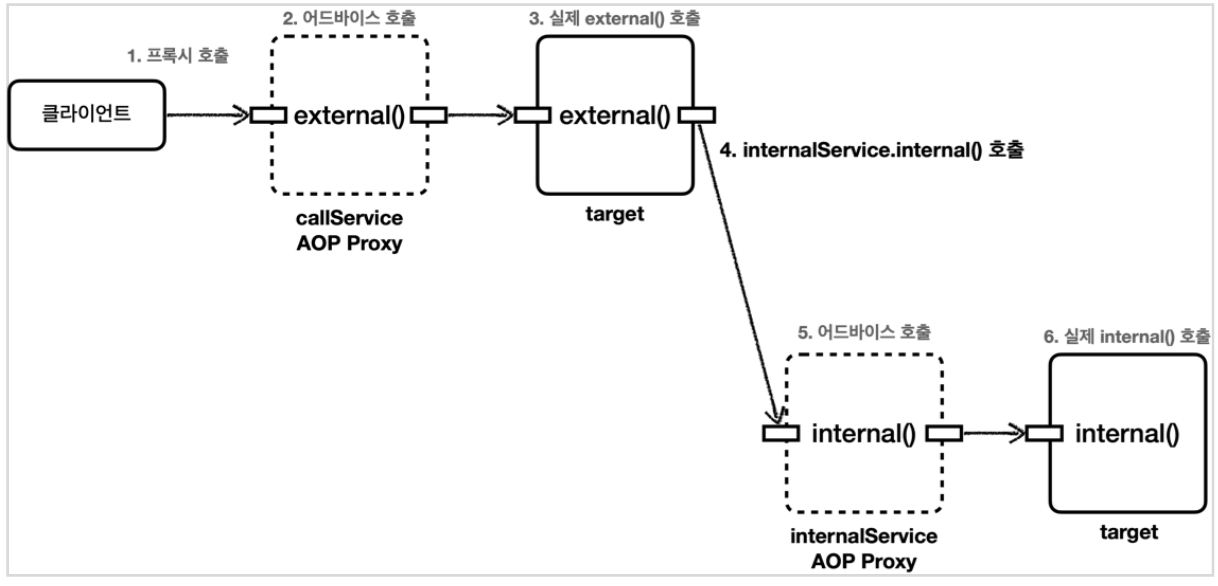 1. 프록시 호출
2. 어드바이스 호출
3. 실제 external() 호출
클라이언트
external()
external()
4. internalService.internal() 호출
callService
AOP Proxy
target
5. 어드바이스 호출
6. 실제 internal() 호출
internal()
internal()
internalService
AOP Proxy
target